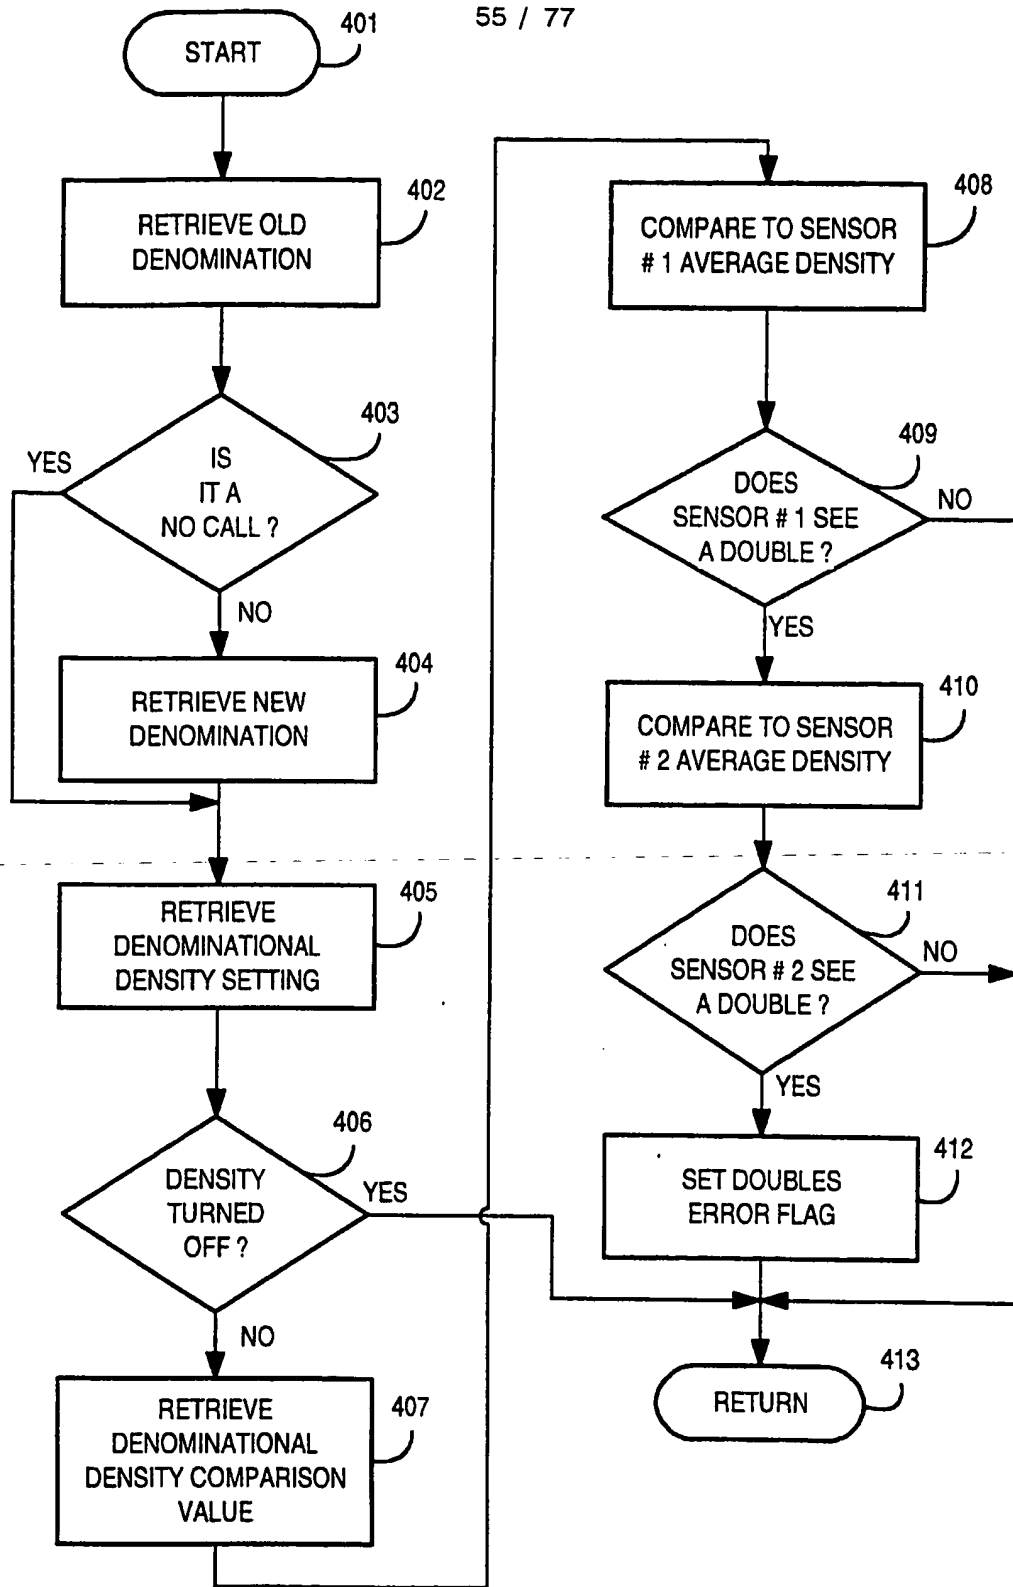 55 / 77
START
401
RETRIEVE OLD
DENOMINATION
402
IS
IT A
NO CALL ?
403
YES
NO
RETRIEVE NEW
DENOMINATION
404
RETRIEVE
DENOMINATIONAL
DENSITY SETTING
405
DENSITY
TURNED
OFF ?
406
YES
NO
RETRIEVE
DENOMINATIONAL
DENSITY COMPARISON
VALUE
407
COMPARE TO SENSOR
# 1 AVERAGE DENSITY
408
DOES
SENSOR # 1 SEE
A DOUBLE ?
409
NO
YES
COMPARE TO SENSOR
# 2 AVERAGE DENSITY
410
DOES
SENSOR # 2 SEE
A DOUBLE ?
411
NO
YES
SET DOUBLES
ERROR FLAG
412
RETURN
413